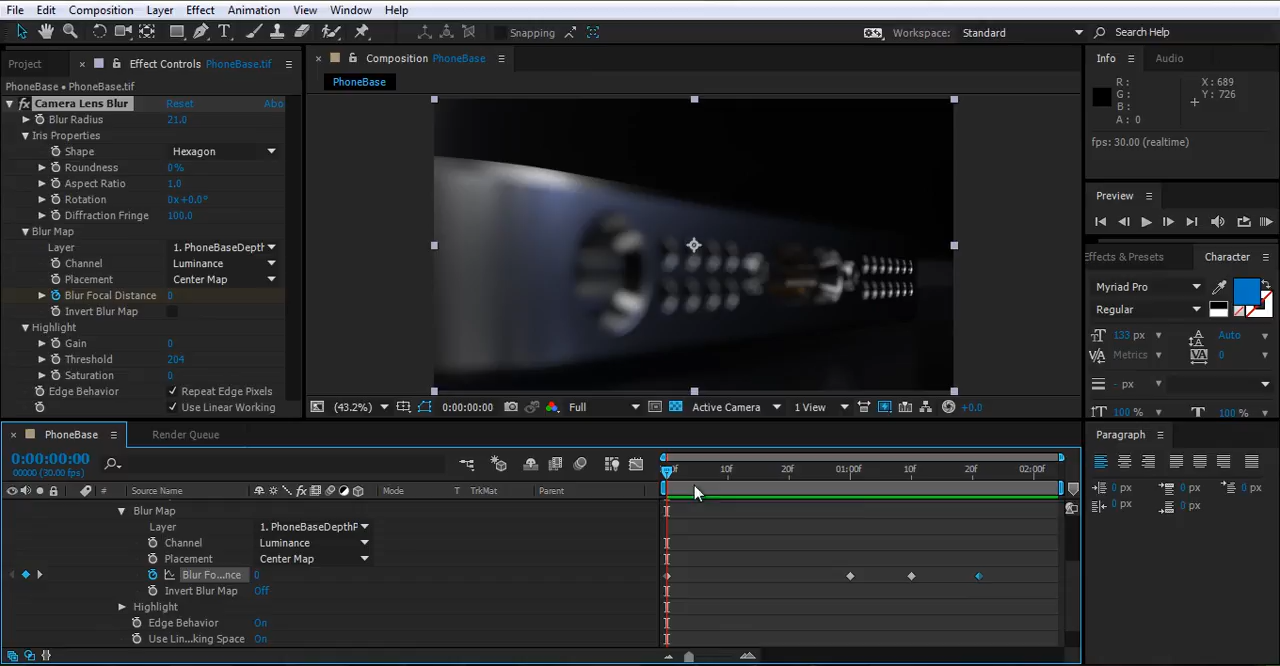 File Edit Composition Layer Effect Animation View Window Help
Snapping Workspace: Standard Search Help
Project × Effect Controls PhoneBase.tif
PhoneBase • PhoneBase.tif
fx Camera Lens Blur Reset Abo
Blur Radius 21.0
Iris Properties
Shape Hexagon
Roundness 0%
Aspect Ratio 1.0
Rotation 0x+0.0°
Diffraction Fringe 100.0
Blur Map
Layer 1. PhoneBaseDepth
Channel Luminance
Placement Center Map
Blur Focal Distance 0
Invert Blur Map
Highlight
Gain 0
Threshold 204
Saturation 0
Edge Behavior Repeat Edge Pixels
Use Linear Working
× Composition PhoneBase
PhoneBase
(43.2%) 0:00:00:00 Full Active Camera 1 View +0.0
Info Audio
R: X: 689
G: Y: 726
B:
A: 0
fps: 30.00 (realtime)
Preview
Effects & Presets Character
Myriad Pro
Regular
133 px Auto
Metrics 0
- px
100 % 100 %
Paragraph
0 px 0 px 0 px
0 px 0 px
× PhoneBase Render Queue
0:00:00:00
00000 (30.00 fps)
# Source Name Mode T TrkMat Parent
10f 20f 01:00f 10f 20f 02:00f
Blur Map
Layer 1. PhoneBaseDepthP
Channel Luminance
Placement Center Map
Blur Fo...nce 0
Invert Blur Map Off
Highlight
Edge Behavior On
Use Lin...king Space On